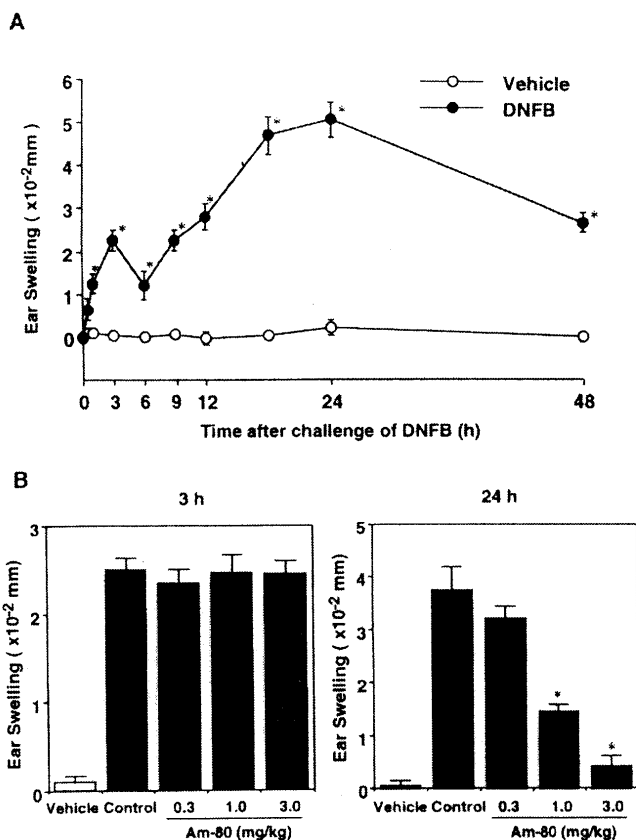 A
Vehicle
DNFB
Ear Swelling ( x10-2mm )
6
5
4
3
2
1
0
0 3 6 9 12 24 48
Time after challenge of DNFB (h)
* * * * * * * *
B
3 h
Ear Swelling ( x10-2 mm)
3
2
1
0
Vehicle Control 0.3 1.0 3.0
Am-80 (mg/kg)
24 h
Ear Swelling ( x10-2 mm)
5
4
3
2
1
0
* *
Vehicle Control 0.3 1.0 3.0
Am-80 (mg/kg)